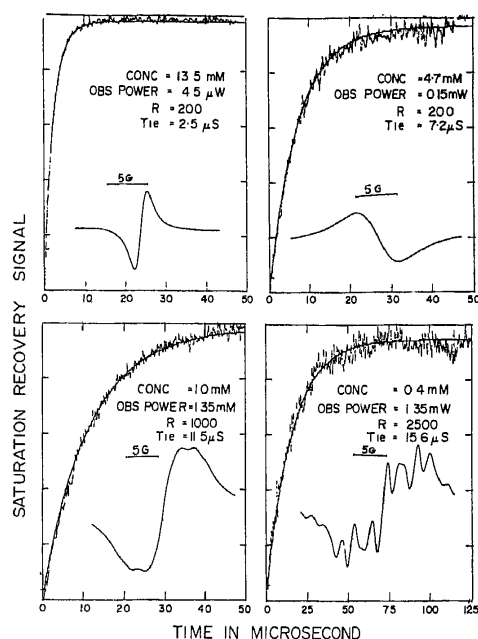 CONC = 13.5 mM
OBS POWER = 4.5 μW
R = 200
T1e = 2.5 μS
5G
0 10 20 30 40 50
CONC = 4.7 mM
OBS POWER = 0.15 mW
R = 200
T1e = 7.2 μS
5G
0 10 20 30 40 50
CONC = 1.0 mM
OBS POWER = 1.35 mM
R = 1000
T1e = 11.5 μS
5G
0 10 20 30 40 50
CONC = 0.4 mM
OBS POWER = 1.35 mW
R = 2500
T1e = 15.6 μS
5G
0 25 50 75 100 125
SATURATION RECOVERY SIGNAL
TIME IN MICROSECOND